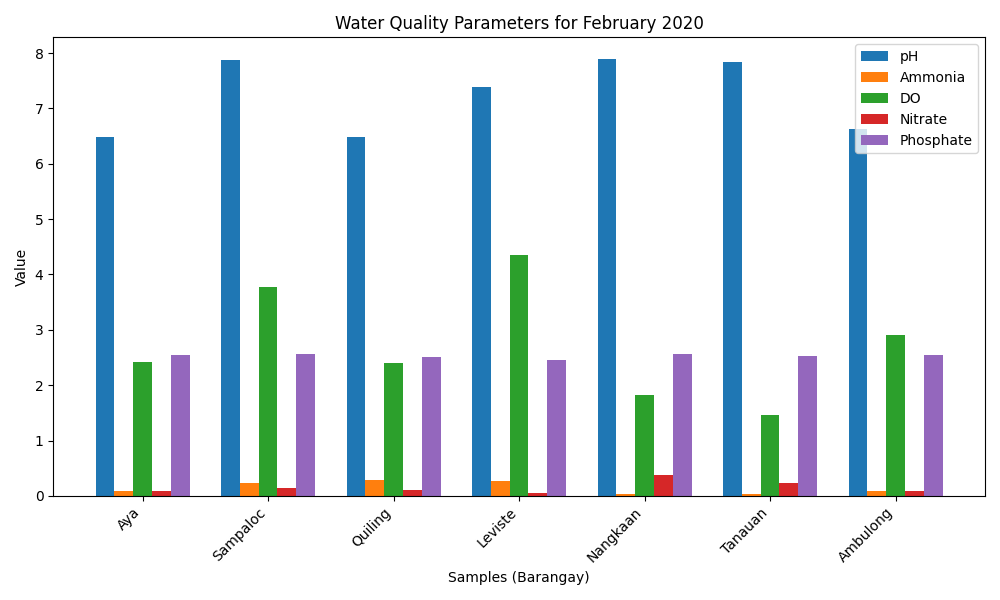 Water Quality Parameters for February 2020
pH
Ammonia
DO
Nitrate
Phosphate
Value
8
7
6
5
4
3
2
1
0
Aya
Sampaloc
Quiling
Leviste
Nangkaan
Tanauan
Ambulong
Samples (Barangay)